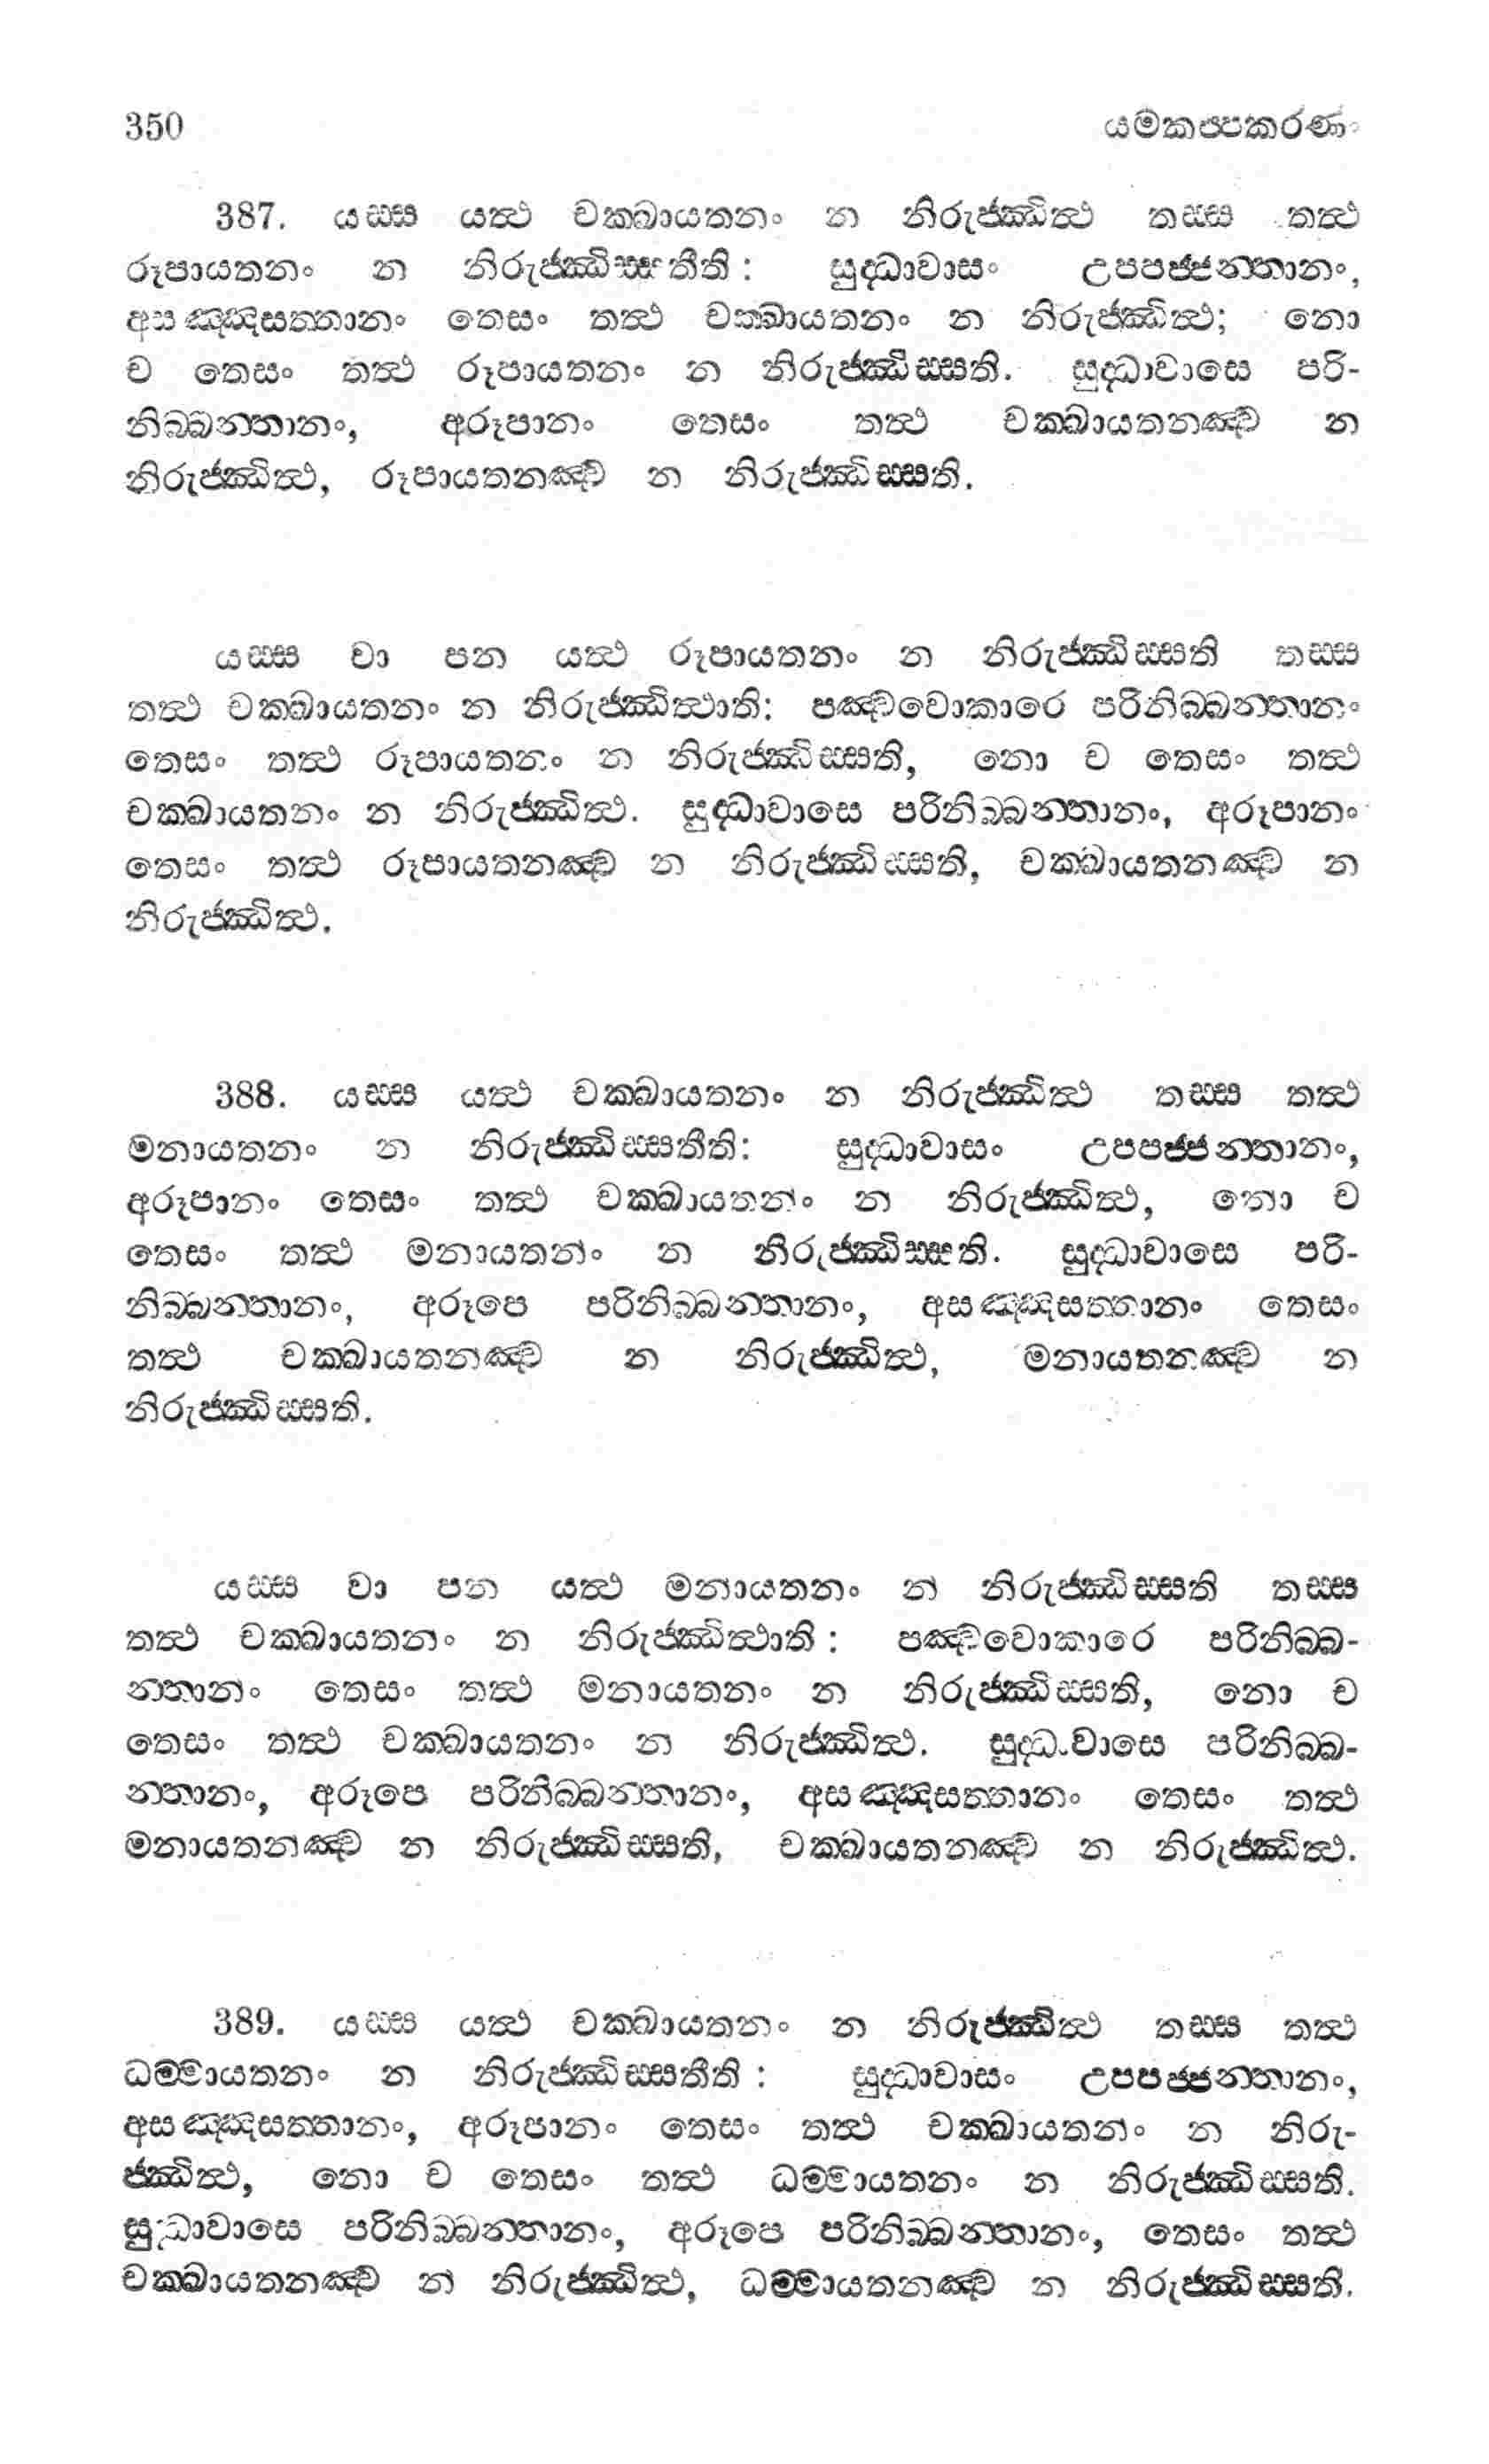 350 යමකප්පකරණං
387. යස්ස යත්ථ චක්ඛායතනං න නිරුජ්ඣිත්ථ තස්ස තත්ථ
රූපායතනං න නිරුජ්ඣිස්සතීති: සුද්ධාවාසං උපපජ්ජන්තානං,
අසඤ්ඤසත්තානං තෙසං තත්ථ චක්ඛායතනං න නිරුජ්ඣිත්ථ; නො
ච තෙසං තත්ථ රූපායතනං න නිරුජ්ඣිස්සති. සුද්ධාවාසෙ පරි-
නිබ්බන්තානං, අරූපානං තෙසං තත්ථ චක්ඛායතනඤ්ච න
නිරුජ්ඣිත්ථ, රූපායතනඤ්ච න නිරුජ්ඣිස්සති.
යස්ස වා පන යත්ථ රූපායතනං න නිරුජ්ඣිස්සති තස්ස
තත්ථ චක්ඛායතනං න නිරුජ්ඣිත්ථාති: පඤ්චවොකාරෙ පරිනිබ්බන්තානං
තෙසං තත්ථ රූපායතනං න නිරුජ්ඣිස්සති, නො ච තෙසං තත්ථ
චක්ඛායතනං න නිරුජ්ඣිත්ථ. සුද්ධාවාසෙ පරිනිබ්බන්තානං, අරූපානං
තෙසං තත්ථ රූපායතනඤ්ච න නිරුජ්ඣිස්සති, චක්ඛායතනඤ්ච න
නිරුජ්ඣිත්ථ.
388. යස්ස යත්ථ චක්ඛායතනං න නිරුජ්ඣිත්ථ තස්ස තත්ථ
මනායතනං න නිරුජ්ඣිස්සතීති: සුද්ධාවාසං උපපජ්ජන්තානං,
අරූපානං තෙසං තත්ථ චක්ඛායතනං න නිරුජ්ඣිත්ථ, නො ච
තෙසං තත්ථ මනායතනං න නිරුජ්ඣිස්සති. සුද්ධාවාසෙ පරි-
නිබ්බන්තානං, අරූපෙ පරිනිබ්බන්තානං, අසඤ්ඤසත්තානං තෙසං
තත්ථ චක්ඛායතනඤ්ච න නිරුජ්ඣිත්ථ, මනායතනඤ්ච න
නිරුජ්ඣිස්සති.
යස්ස වා පන යත්ථ මනායතනං න නිරුජ්ඣිස්සති තස්ස
තත්ථ චක්ඛායතනං න නිරුජ්ඣිත්ථාති: පඤ්චවොකාරෙ පරිනිබ්බ-
න්තානං තෙසං තත්ථ මනායතනං න නිරුජ්ඣිස්සති, නො ච
තෙසං තත්ථ චක්ඛායතනං න නිරුජ්ඣිත්ථ. සුද්ධාවාසෙ පරිනිබ්බ-
න්තානං, අරූපෙ පරිනිබ්බන්තානං, අසඤ්ඤසත්තානං තෙසං තත්ථ
මනායතනඤ්ච න නිරුජ්ඣිස්සති, චක්ඛායතනඤ්ච න නිරුජ්ඣිත්ථ.
389. යස්ස යත්ථ චක්ඛායතනං න නිරුජ්ඣිත්ථ තස්ස තත්ථ
ධම්මායතනං න නිරුජ්ඣිස්සතීති: සුද්ධාවාසං උපපජ්ජන්තානං,
අසඤ්ඤසත්තානං, අරූපානං තෙසං තත්ථ චක්ඛායතනං න නිරු-
ජ්ඣිත්ථ, නො ච තෙසං තත්ථ ධම්මායතනං න නිරුජ්ඣිස්සති.
සුද්ධාවාසෙ පරිනිබ්බන්තානං, අරූපෙ පරිනිබ්බන්තානං, තෙසං තත්ථ
චක්ඛායතනඤ්ච න නිරුජ්ඣිත්ථ, ධම්මායතනඤ්ච න නිරුජ්ඣිස්සති.